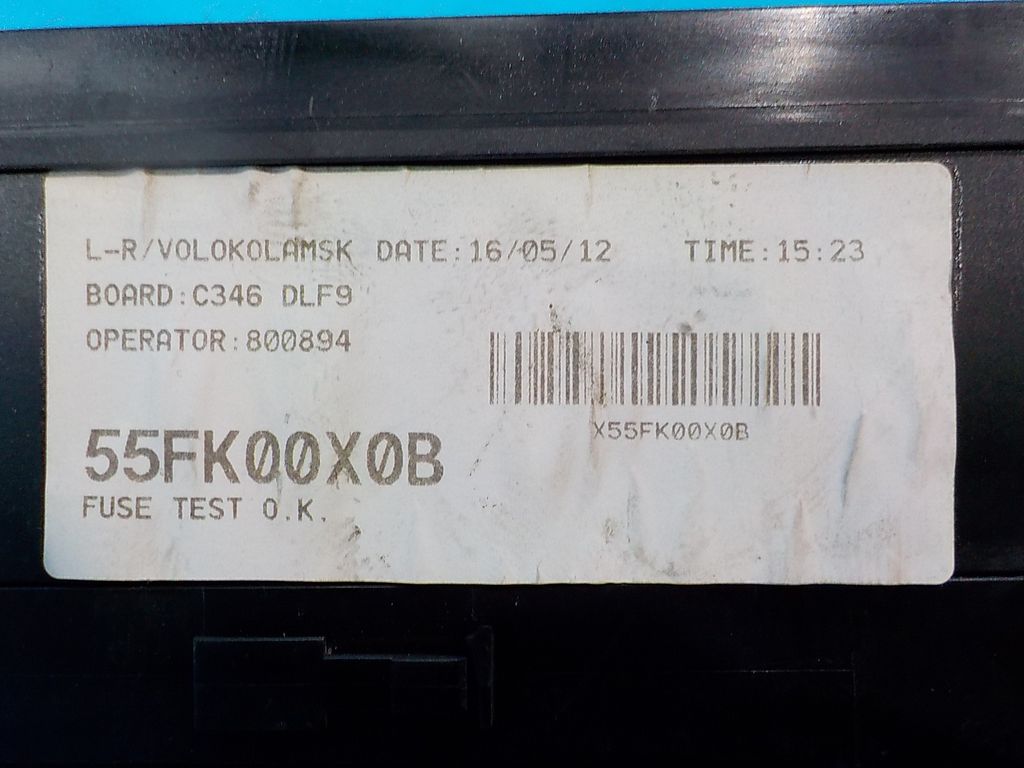 L-R/VOLOKOLAMSK DATE:16/05/12 TIME:15:23
BOARD:C346 DLF9
OPERATOR:800894
X55FK00X0B
55FK00X0B
FUSE TEST O.K.